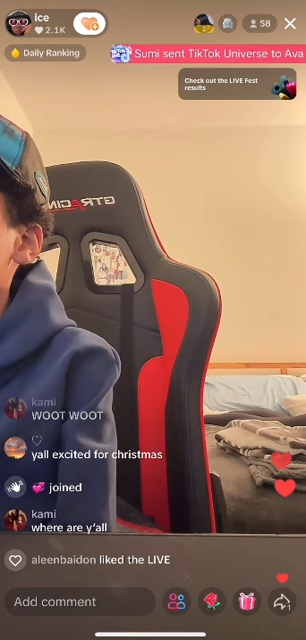 ice
2.1K
58
Daily Ranking
Sumi sent TikTok Universe to Ava
Check out the LIVE Fest
results
GTRACING
kami
WOOT WOOT
yall excited for christmas
joined
kami
where are y'all
aleenbaidon liked the LIVE
Add comment
1